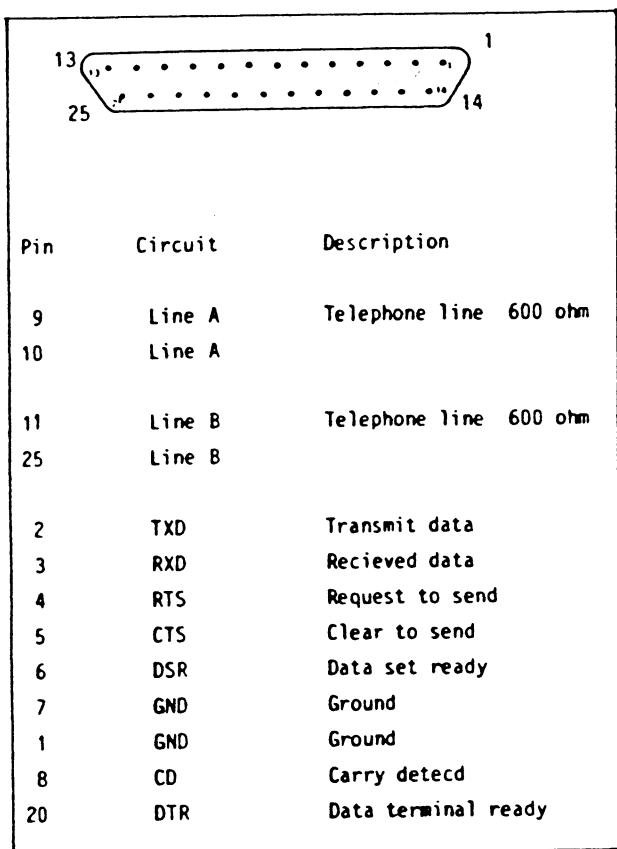 13 1
25 14
Pin Circuit Description
9 Line A Telephone line 600 ohm
10 Line A
11 Line B Telephone line 600 ohm
25 Line B
2 TXD Transmit data
3 RXD Recieved data
4 RTS Request to send
5 CTS Clear to send
6 DSR Data set ready
7 GND Ground
1 GND Ground
8 CD Carry detecd
20 DTR Data terminal ready